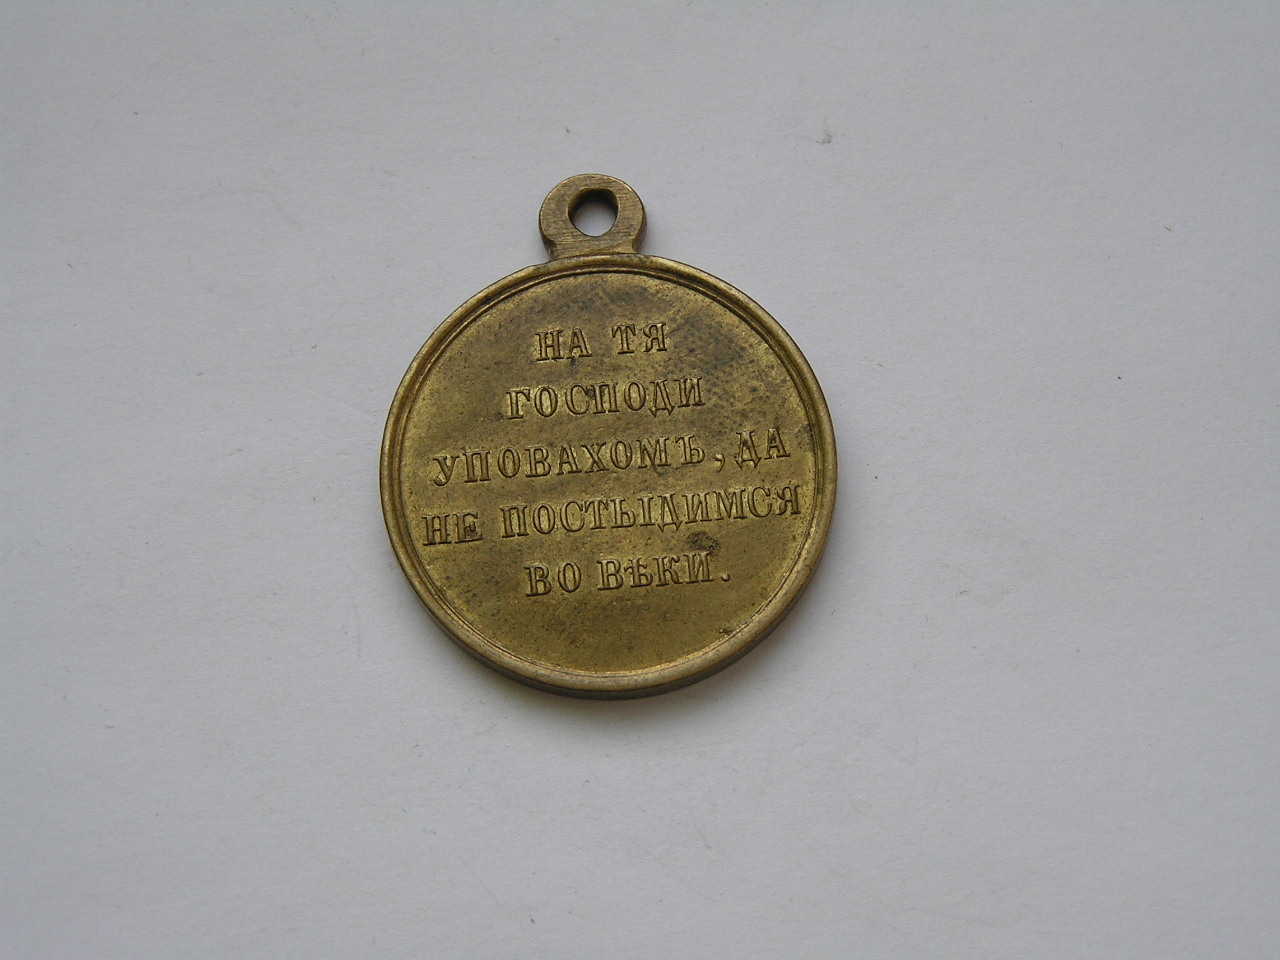 НА ТЯ
ГОСПОДИ
УПОВАХОМЪ, ДА
НЕ ПОСТЫДИМСЯ
ВО ВѢКИ.